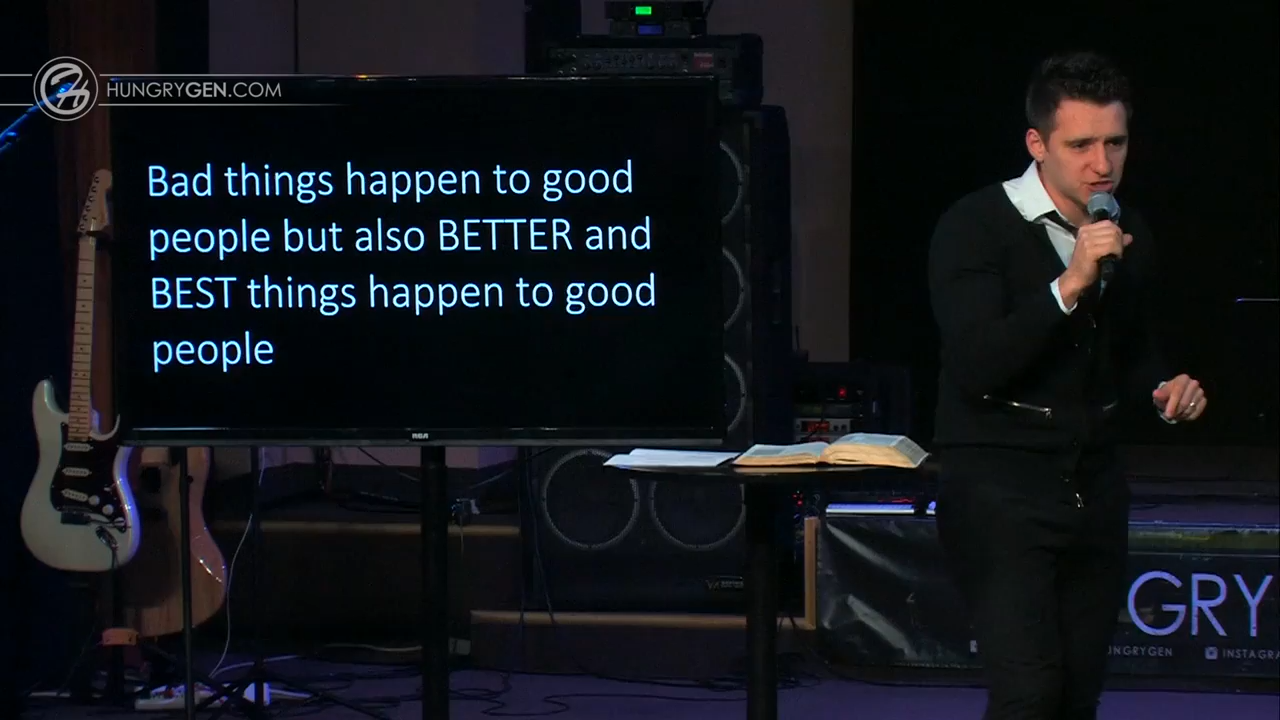 HUNGRYGEN.COM
Bad things happen to good
people but also BETTER and
BEST things happen to good
people
RCA
GRY
NGRYGEN
INSTAGRA